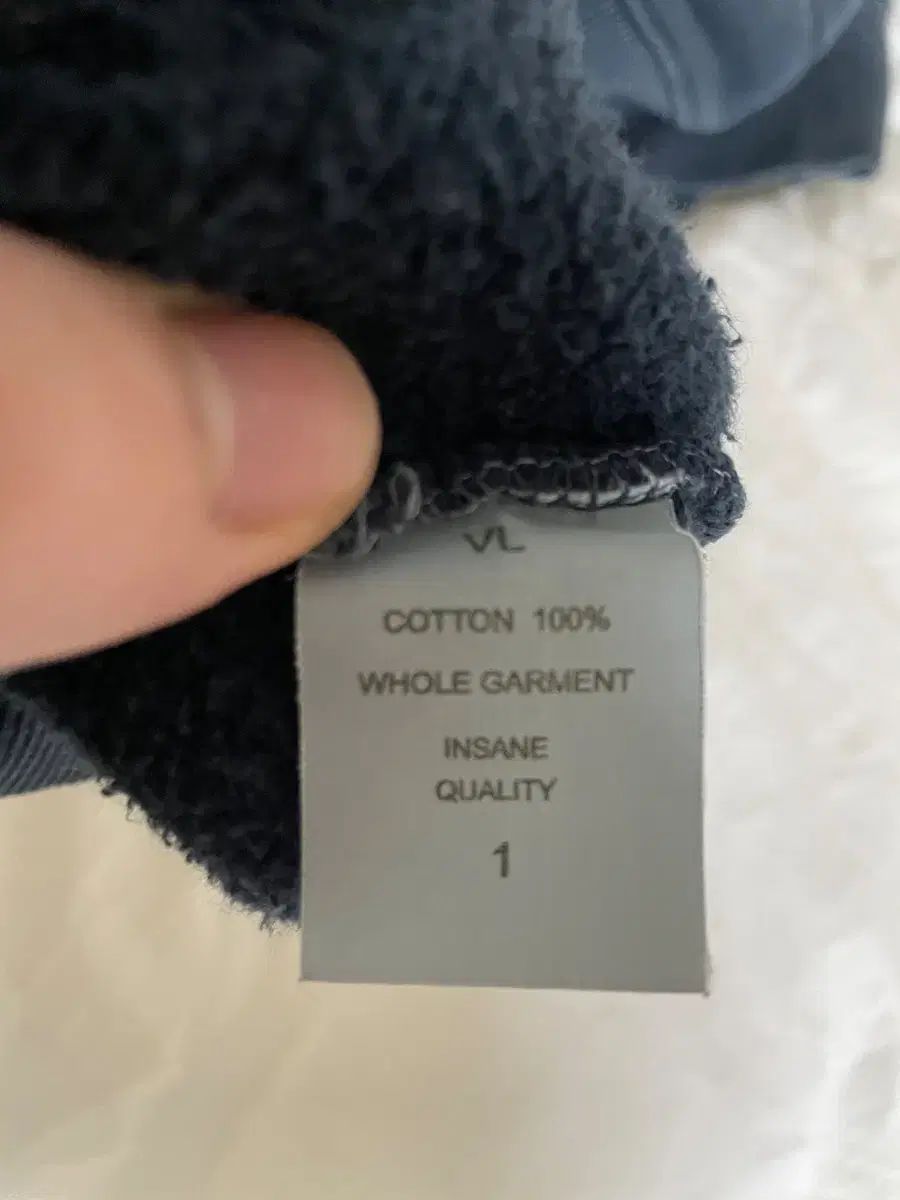 VL
COTTON 100%
WHOLE GARMENT
INSANE
QUALITY
1